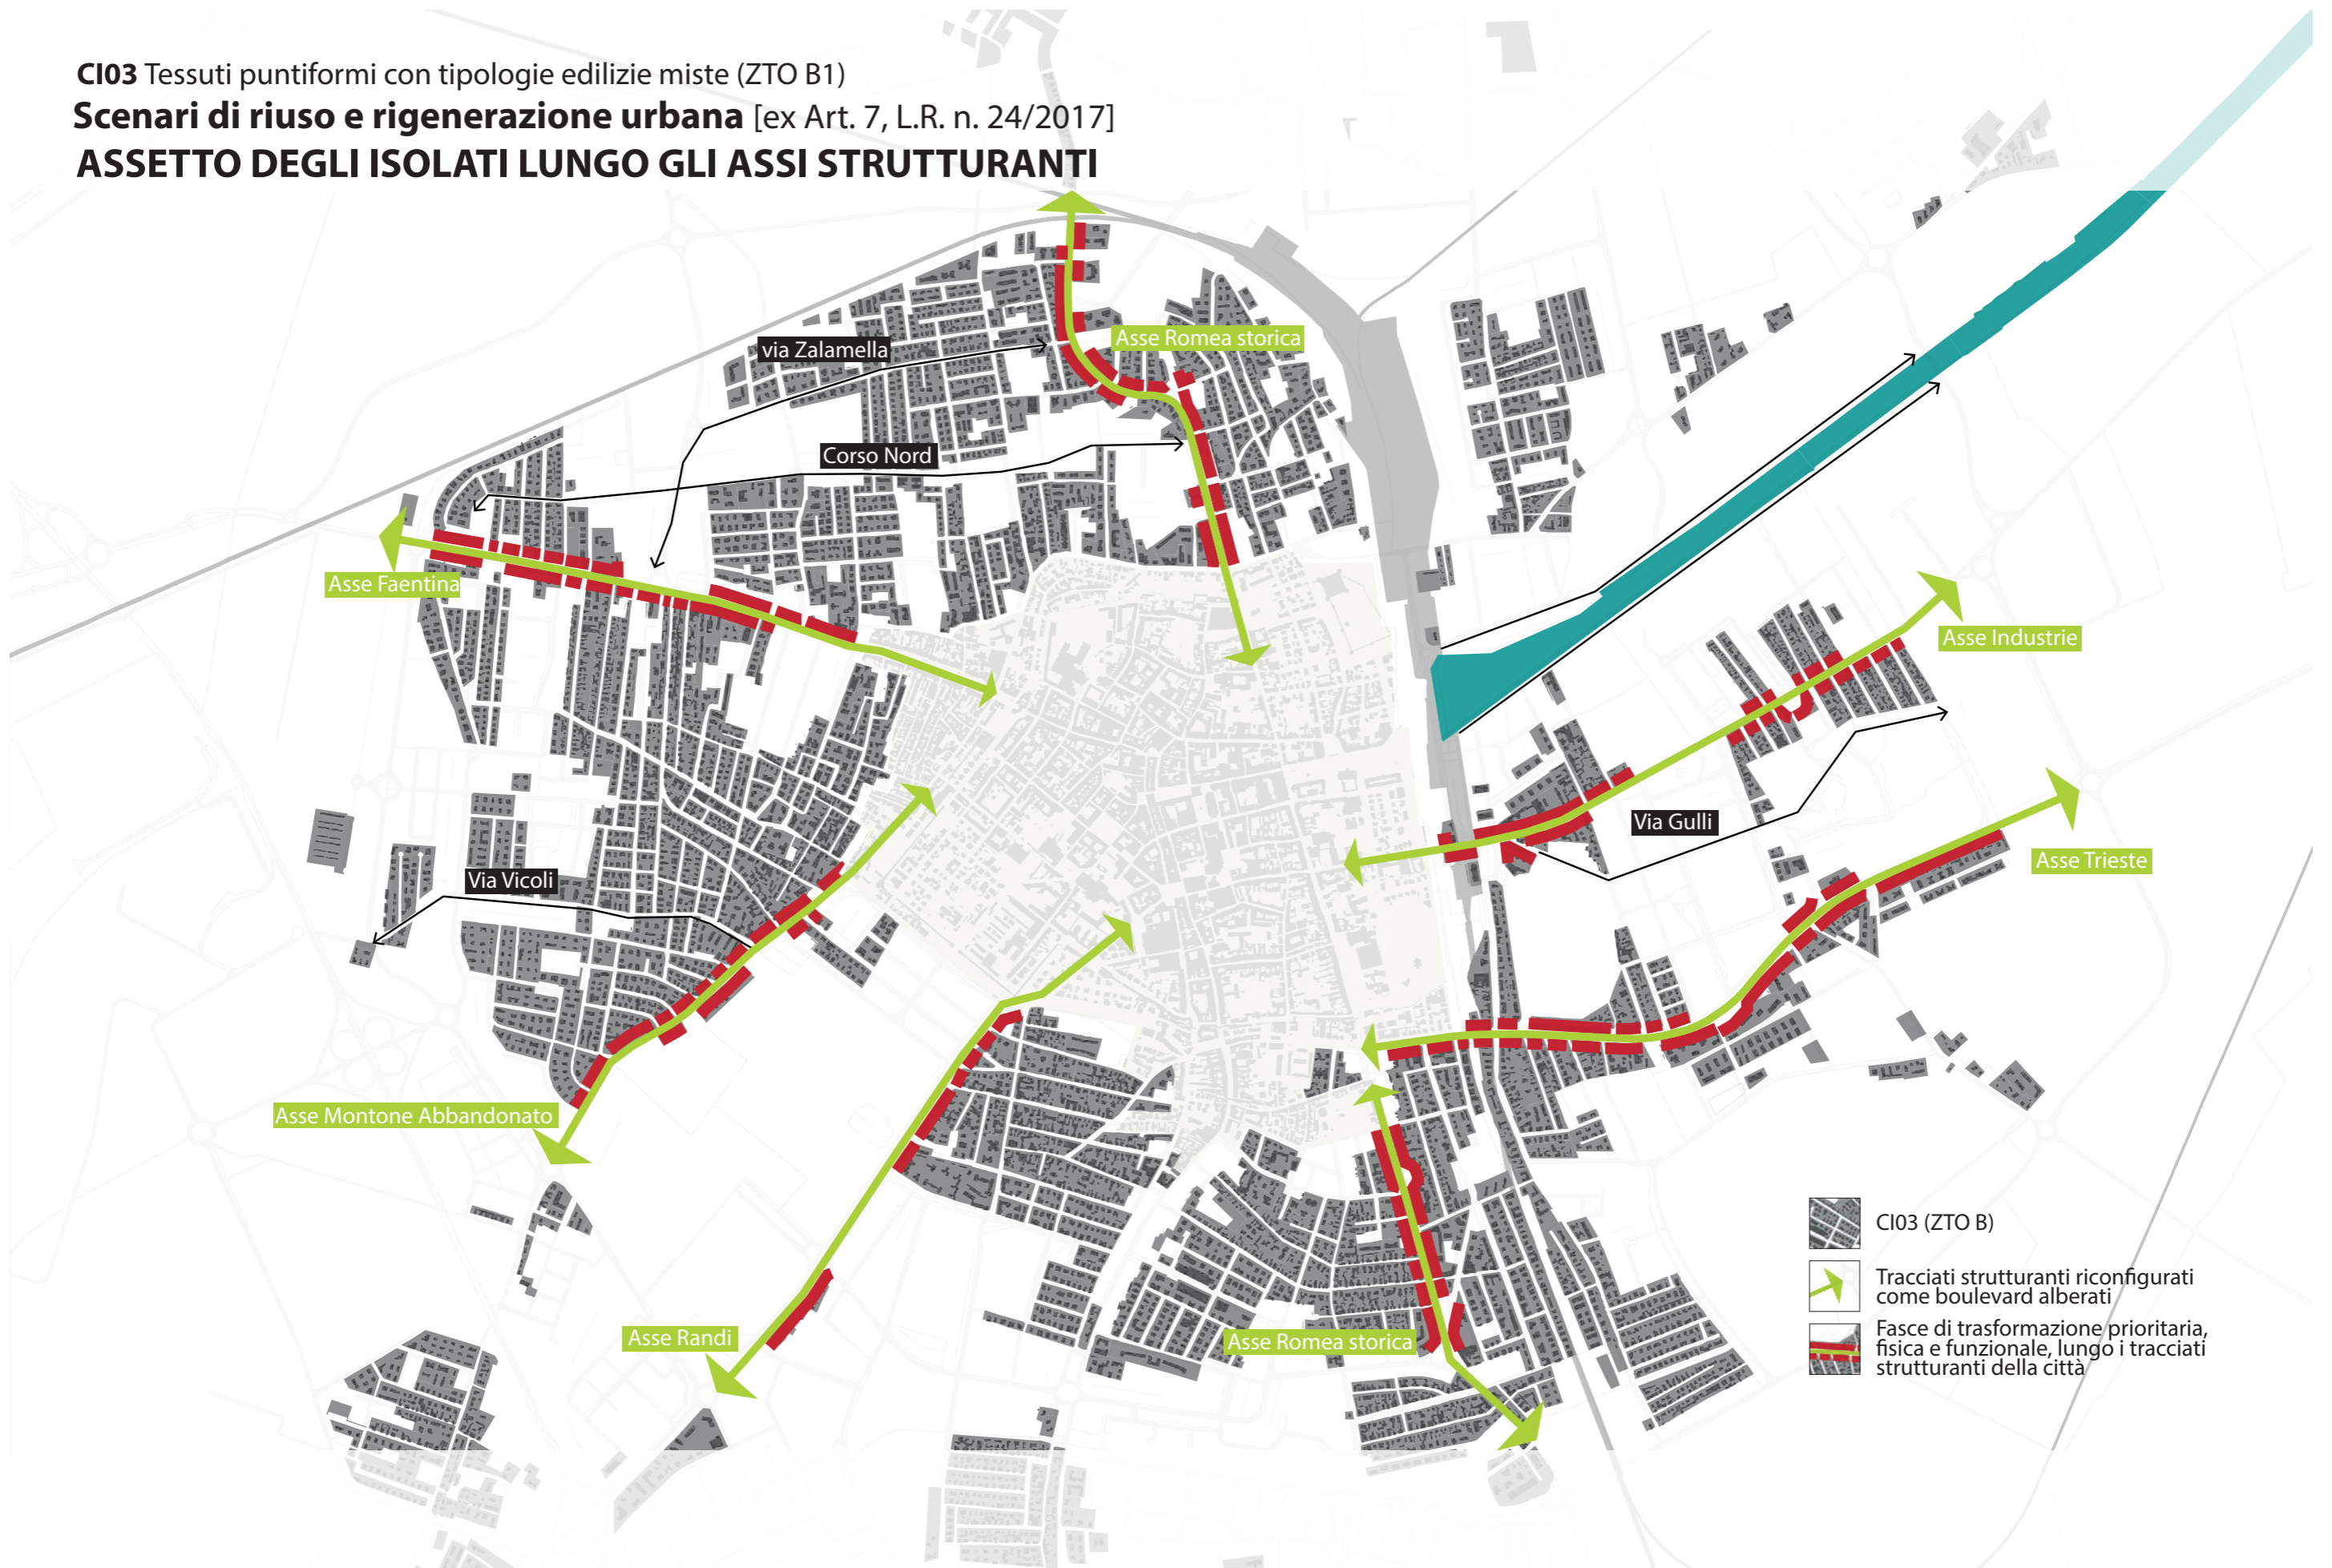 CI03 Tessuti puntiformi con tipologie edilizie miste (ZTO B1)
Scenari di riuso e rigenerazione urbana [ex Art. 7, L.R. n. 24/2017]
ASSETTO DEGLI ISOLATI LUNGO GLI ASSI STRUTTURANTI
Asse Romea storica
via Zalamella
Corso Nord
Asse Faentina
Asse Industrie
Via Gulli
Asse Trieste
Via Vicoli
Asse Montone Abbandonato
Asse Randi
Asse Romea storica
CI03 (ZTO B)
Tracciati strutturanti riconfigurati
come boulevard alberati
Fasce di trasformazione prioritaria,
fisica e funzionale, lungo i tracciati
strutturanti della città